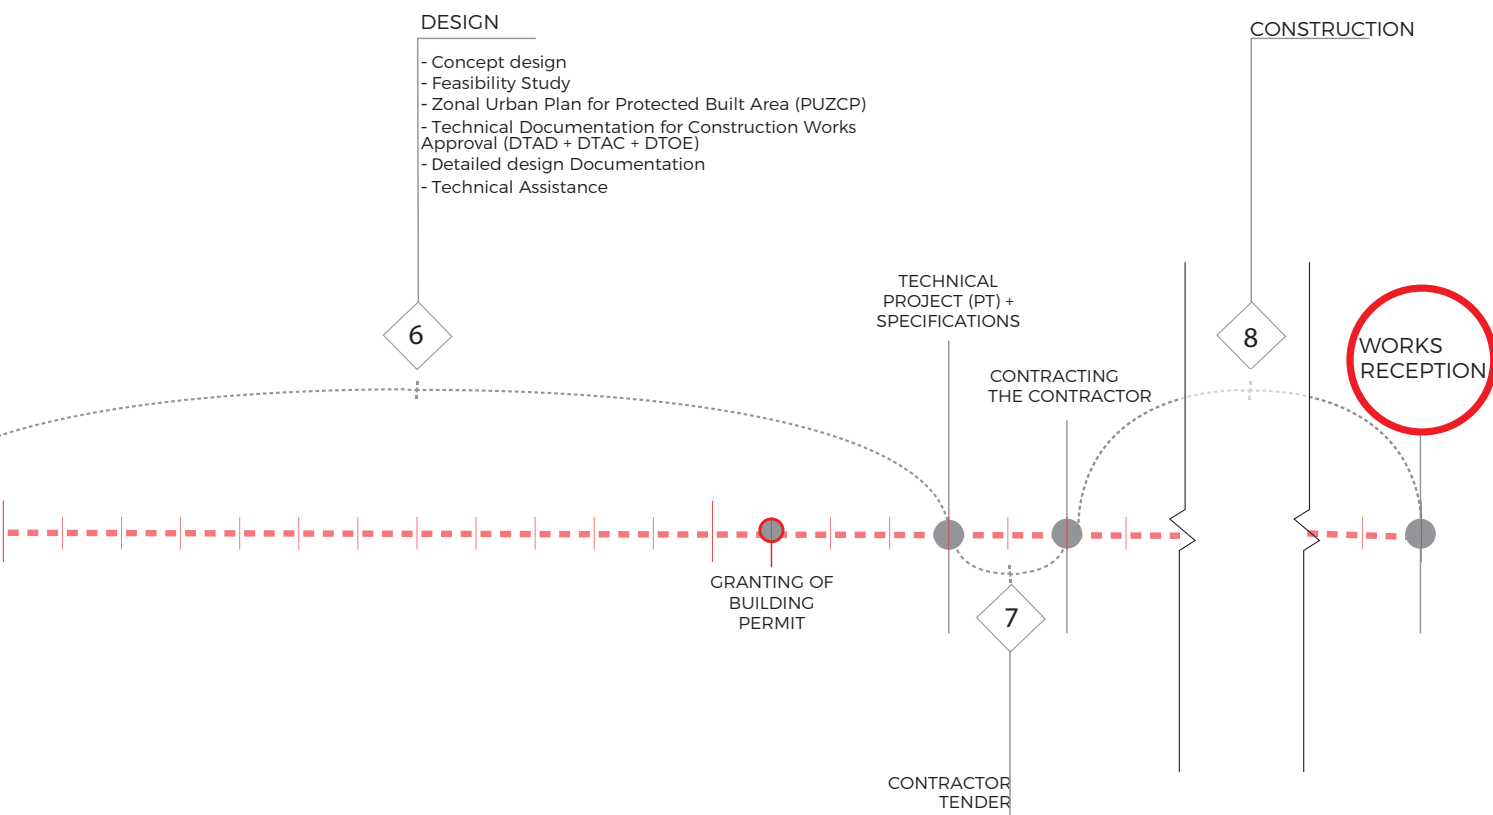 DESIGN
- Concept design
- Feasibility Study
- Zonal Urban Plan for Protected Built Area (PUZCP)
- Technical Documentation for Construction Works
Approval (DTAD + DTAC + DTOE)
- Detailed design Documentation
- Technical Assistance
6
TECHNICAL
PROJECT (PT) +
SPECIFICATIONS
CONTRACTING
THE CONTRACTOR
CONSTRUCTION
8
WORKS
RECEPTION
GRANTING OF
BUILDING
PERMIT
7
CONTRACTOR
TENDER